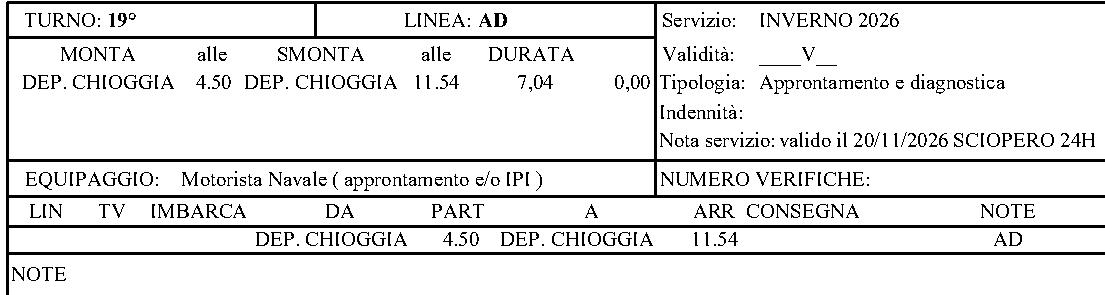 TURNO: 19° LINEA: AD Servizio: INVERNO 2026
MONTA alle SMONTA alle DURATA Validità: ____V__
DEP. CHIOGGIA 4.50 DEP. CHIOGGIA 11.54 7,04 0,00 Tipologia: Approntamento e diagnostica
Indennità:
Nota servizio: valido il 20/11/2026 SCIOPERO 24H
EQUIPAGGIO: Motorista Navale ( approntamento e/o IPI ) NUMERO VERIFICHE:
LIN TV IMBARCA DA PART A ARR CONSEGNA NOTE
DEP. CHIOGGIA 4.50 DEP. CHIOGGIA 11.54 AD
NOTE